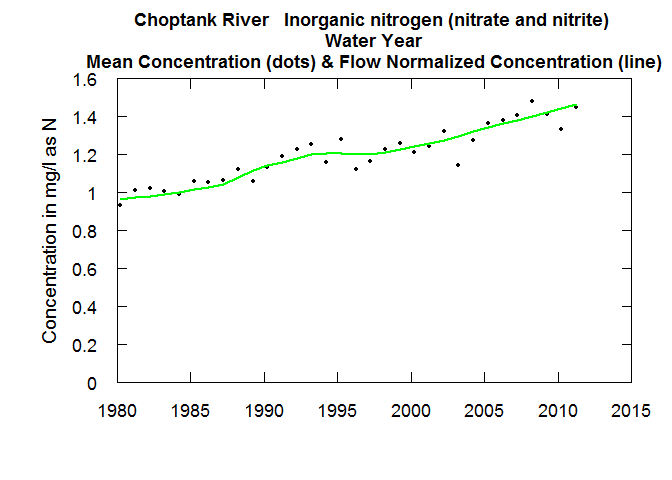 Choptank River   Inorganic nitrogen (nitrate and nitrite)
Water Year
Mean Concentration (dots) & Flow Normalized Concentration (line)
Concentration in mg/l as N
1.6
1.4
1.2
1
0.8
0.6
0.4
0.2
0
1980 1985 1990 1995 2000 2005 2010 2015